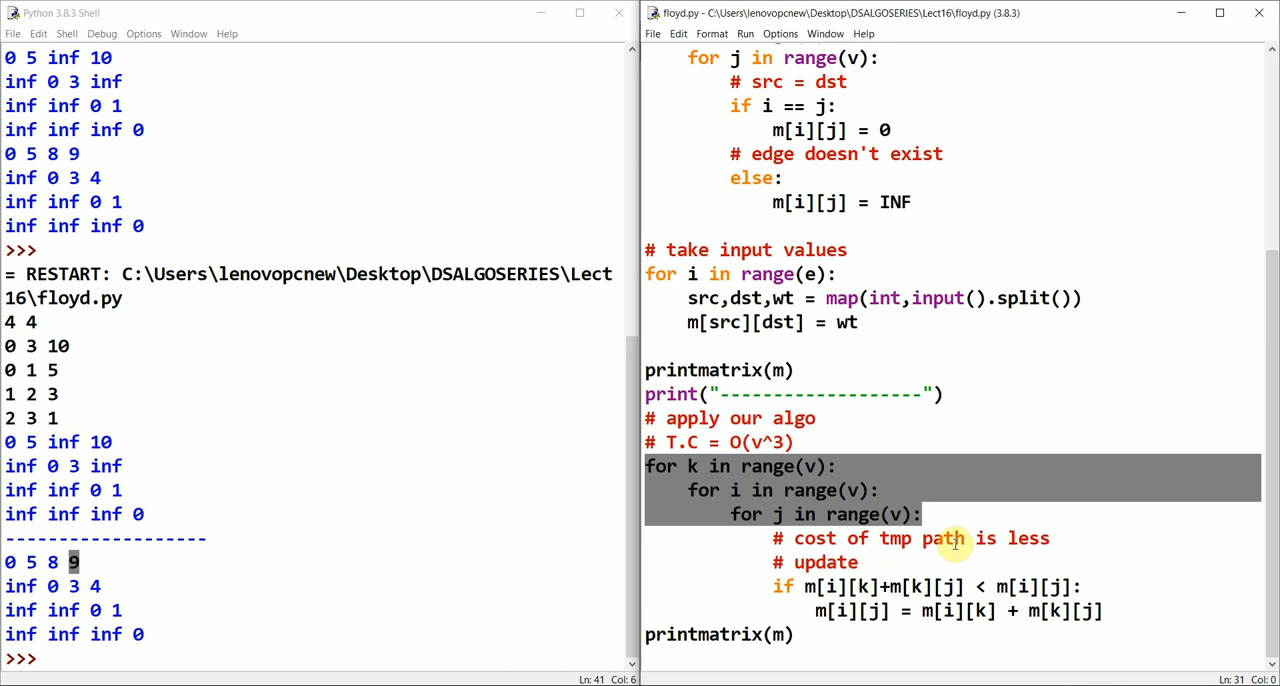 Python 3.8.3 Shell
File Edit Shell Debug Options Window Help
0 5 inf 10
inf 0 3 inf
inf inf 0 1
inf inf inf 0
0 5 8 9
inf 0 3 4
inf inf 0 1
inf inf inf 0
>>>
= RESTART: C:\Users\lenovopcnew\Desktop\DSALGOSERIES\Lect
16\floyd.py
4 4
0 3 10
0 1 5
1 2 3
2 3 1
0 5 inf 10
inf 0 3 inf
inf inf 0 1
inf inf inf 0
-------------------
0 5 8 9
inf 0 3 4
inf inf 0 1
inf inf inf 0
>>>
Ln: 41 Col: 6
floyd.py - C:\Users\lenovopcnew\Desktop\DSALGOSERIES\Lect16\floyd.py (3.8.3)
File Edit Format Run Options Window Help
for j in range(v):
# src = dst
if i == j:
m[i][j] = 0
# edge doesn't exist
else:
m[i][j] = INF
# take input values
for i in range(e):
src,dst,wt = map(int,input().split())
m[src][dst] = wt
printmatrix(m)
print("-------------------")
# apply our algo
# T.C = O(v^3)
for k in range(v):
for i in range(v):
for j in range(v):
# cost of tmp path is less
# update
if m[i][k]+m[k][j] < m[i][j]:
m[i][j] = m[i][k] + m[k][j]
printmatrix(m)
Ln: 31 Col: 0